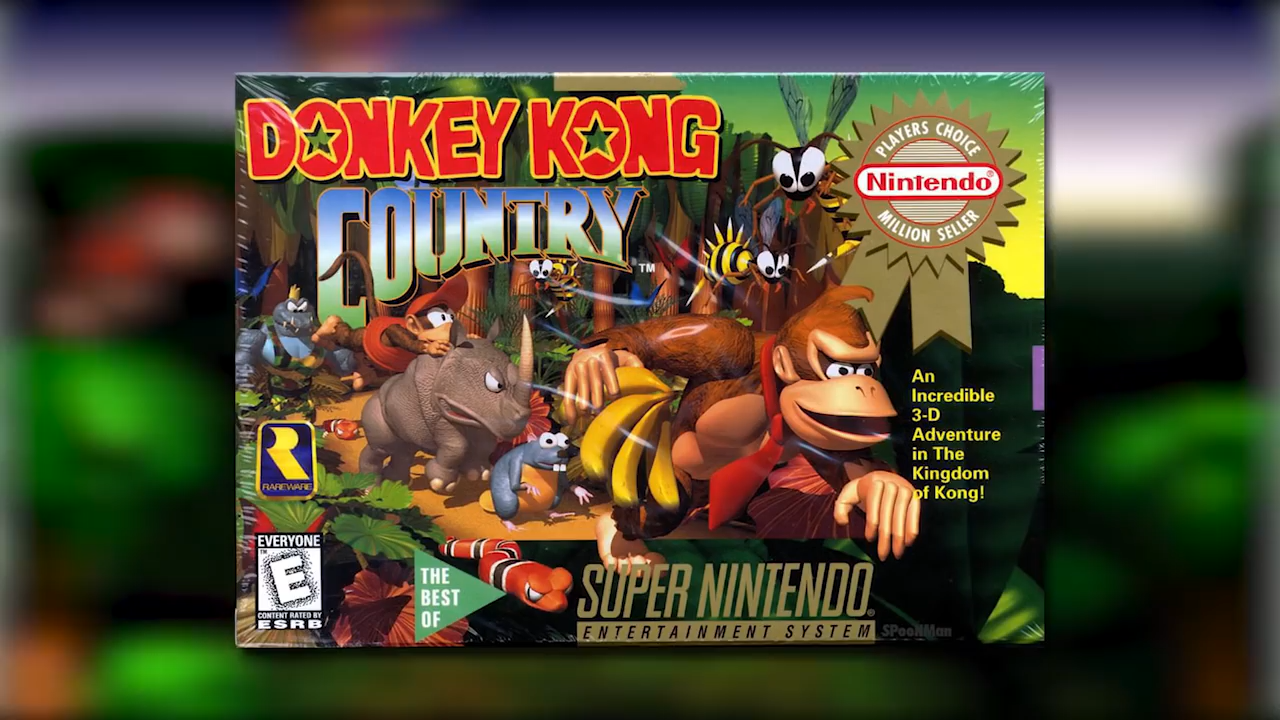 DONKEY KONG
COUNTRY
TM
PLAYERS CHOICE
Nintendo®
MILLION SELLER
An
Incredible
3-D
Adventure
in The
Kingdom
of Kong!
R
RAREWARE
EVERYONE
TM
E
CONTENT RATED BY
ESRB
THE
BEST
OF
SUPER NINTENDO®
ENTERTAINMENT SYSTEM
SPooNMan